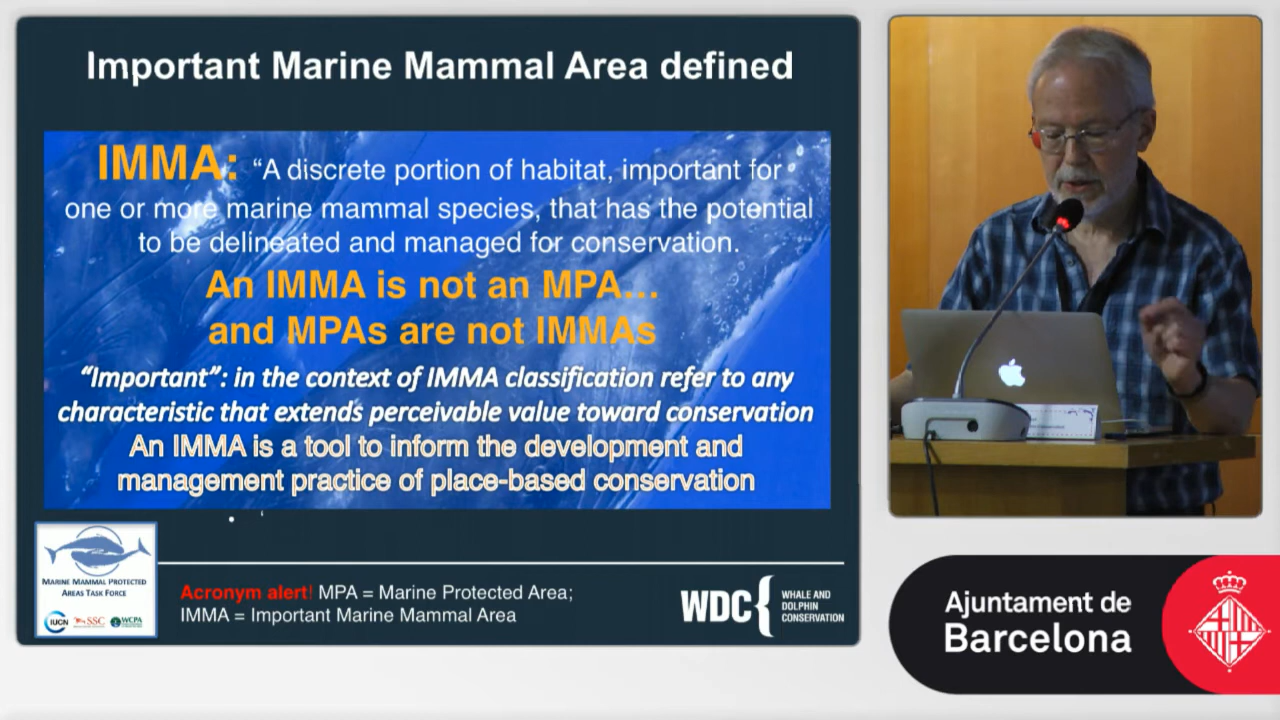 Important Marine Mammal Area defined
IMMA: “A discrete portion of habitat, important for
one or more marine mammal species, that has the potential
to be delineated and managed for conservation.
An IMMA is not an MPA...
and MPAs are not IMMAs
“Important”: in the context of IMMA classification refer to any
characteristic that extends perceivable value toward conservation
An IMMA is a tool to inform the development and
management practice of place-based conservation
MARINE MAMMAL PROTECTED
AREAS TASK FORCE
IUCN SSC WCPA
Acronym alert! MPA = Marine Protected Area;
IMMA = Important Marine Mammal Area
WDC
WHALE AND
DOLPHIN
CONSERVATION
Ajuntament de
Barcelona